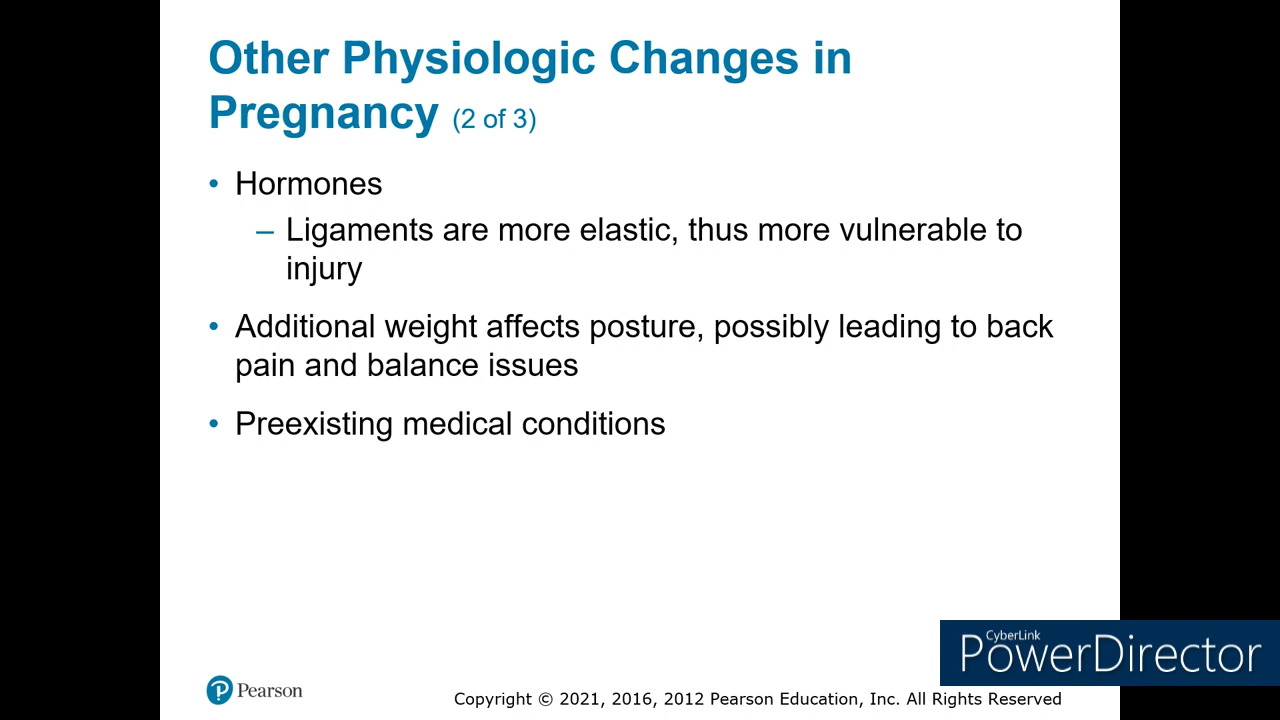 Other Physiologic Changes in
Pregnancy (2 of 3)
• Hormones
– Ligaments are more elastic, thus more vulnerable to
injury
• Additional weight affects posture, possibly leading to back
pain and balance issues
• Preexisting medical conditions
CyberLink
PowerDirector
Pearson
Copyright © 2021, 2016, 2012 Pearson Education, Inc. All Rights Reserved